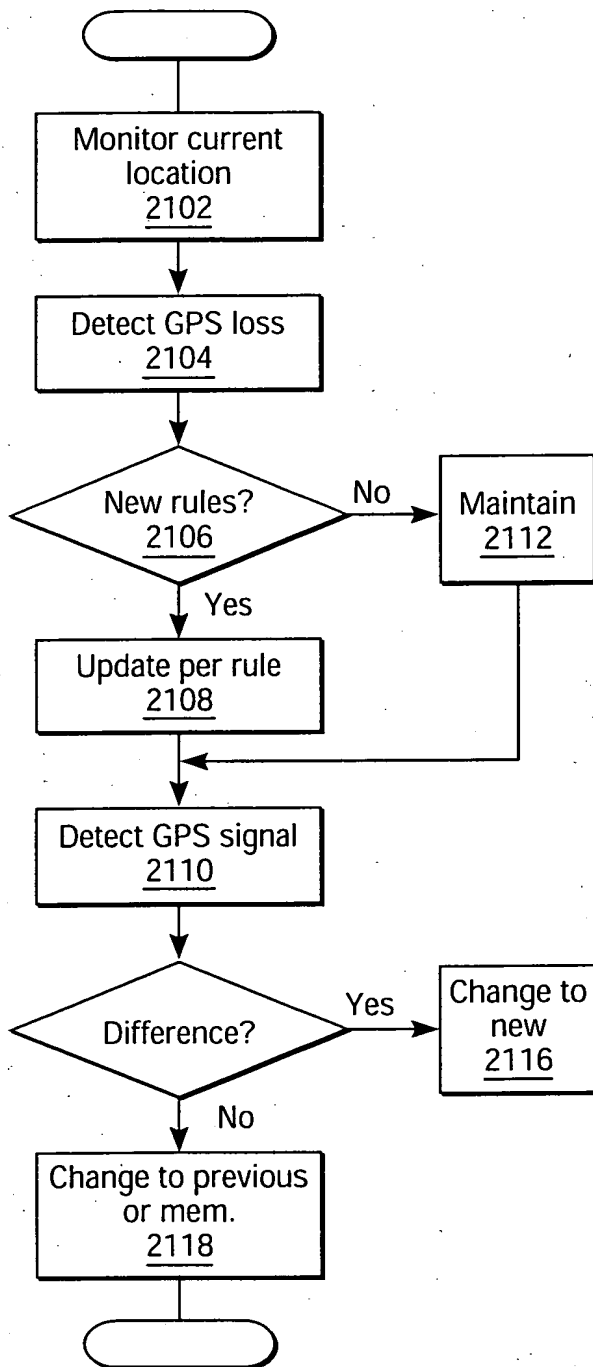 Monitor current
location
2102
Detect GPS loss
2104
New rules?
2106
No
Maintain
2112
Yes
Update per rule
2108
Detect GPS signal
2110
Difference?
Yes
Change to
new
2116
No
Change to previous
or mem.
2118